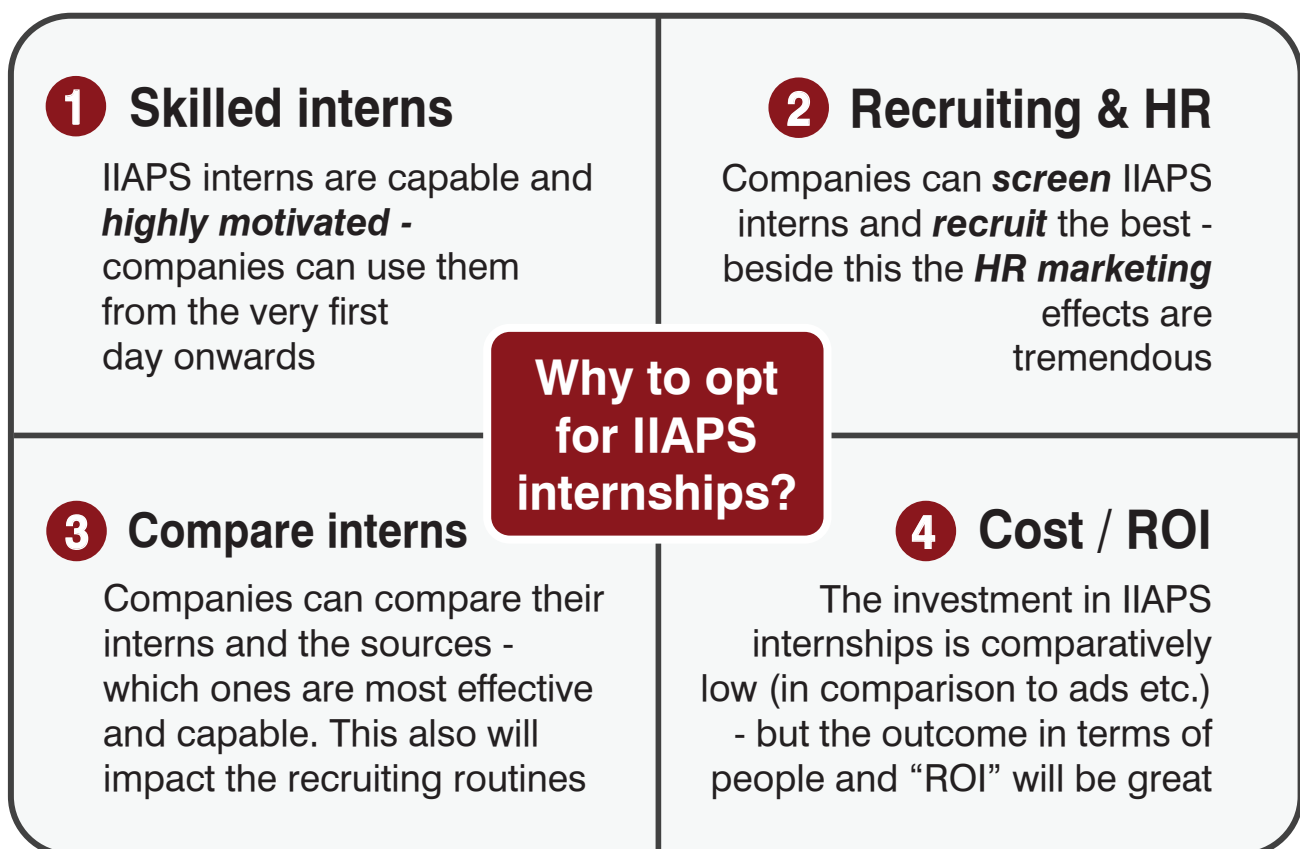 1 Skilled interns
IIAPS interns are capable and
highly motivated -
companies can use them
from the very first
day onwards
2 Recruiting & HR
Companies can screen IIAPS
interns and recruit the best -
beside this the HR marketing
effects are
tremendous
Why to opt
for IIAPS
internships?
3 Compare interns
Companies can compare their
interns and the sources -
which ones are most effective
and capable. This also will
impact the recruiting routines
4 Cost / ROI
The investment in IIAPS
internships is comparatively
low (in comparison to ads etc.)
- but the outcome in terms of
people and “ROI” will be great